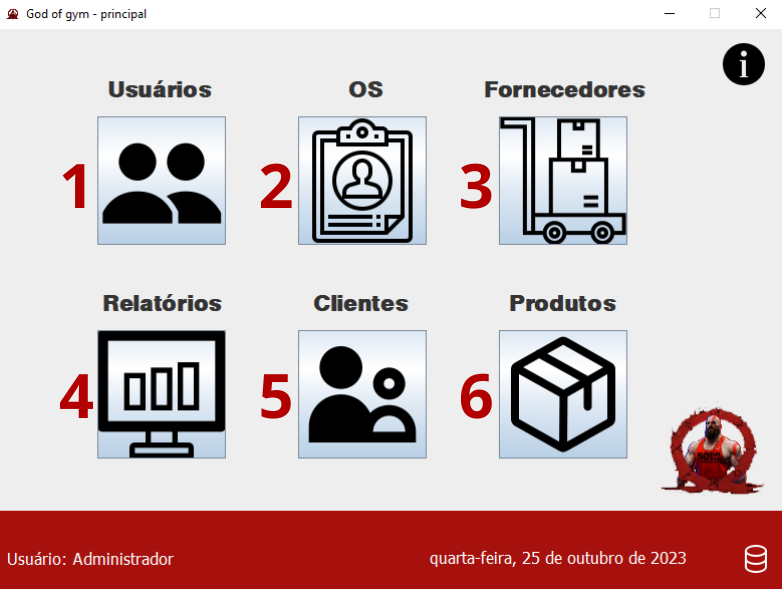 God of gym - principal
Usuários
OS
Fornecedores
1
2
3
Relatórios
Clientes
Produtos
4
5
6
Usuário: Administrador
quarta-feira, 25 de outubro de 2023